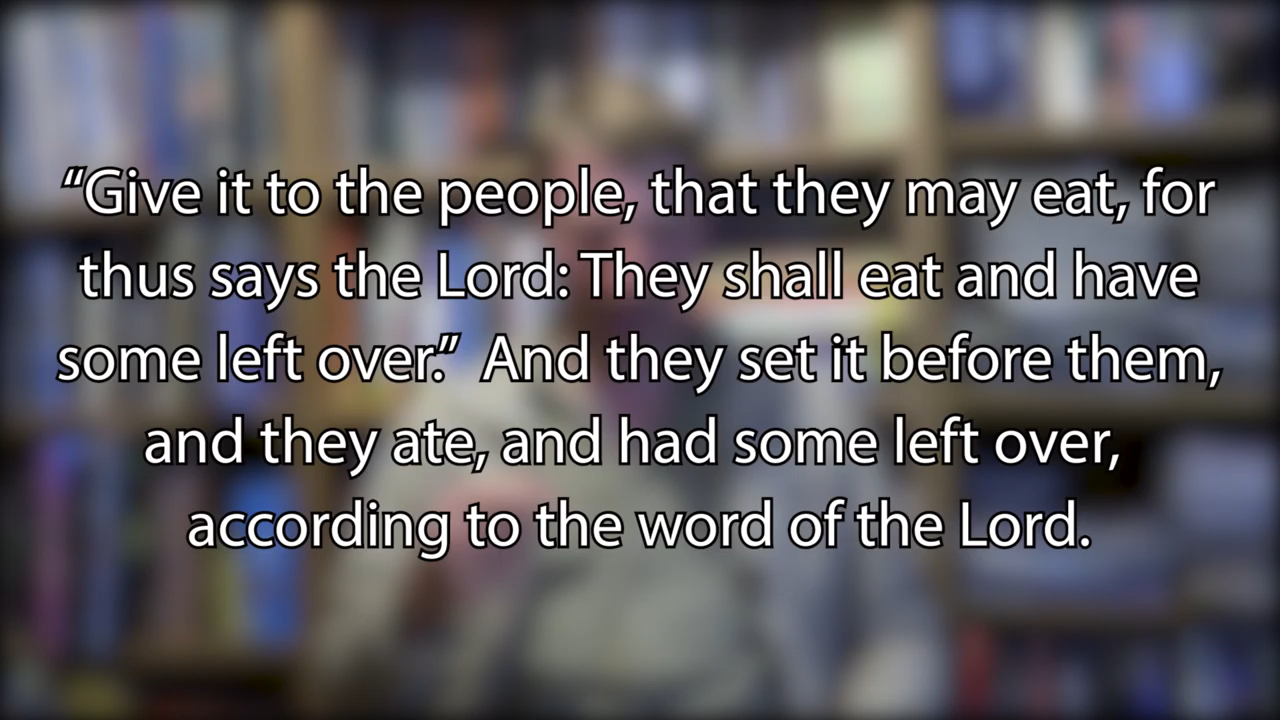 “Give it to the people, that they may eat, for
thus says the Lord: They shall eat and have
some left over.”  And they set it before them,
and they ate, and had some left over,
according to the word of the Lord.